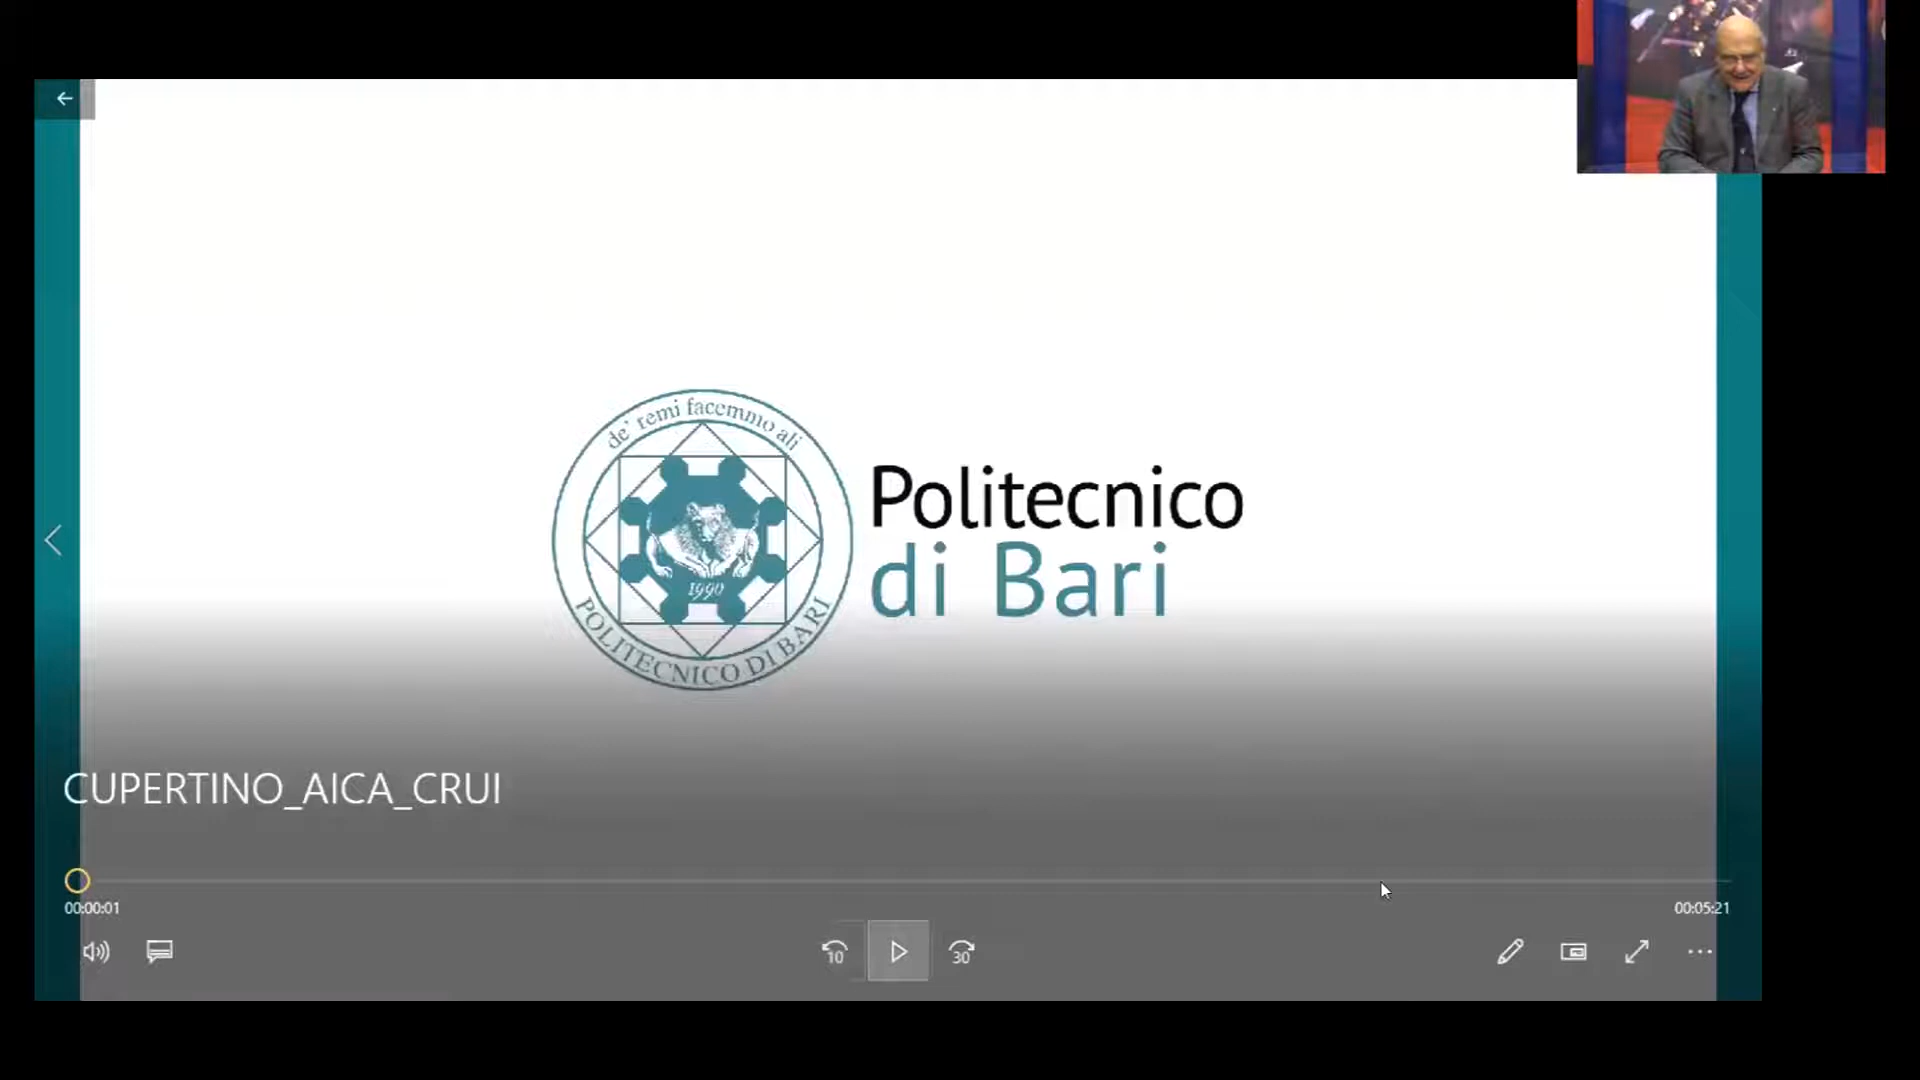 de' remi facemmo ali
1990
POLITECNICO DI BARI
Politecnico
di Bari
CUPERTINO_AICA_CRUI
00:00:01
00:05:21
10
30